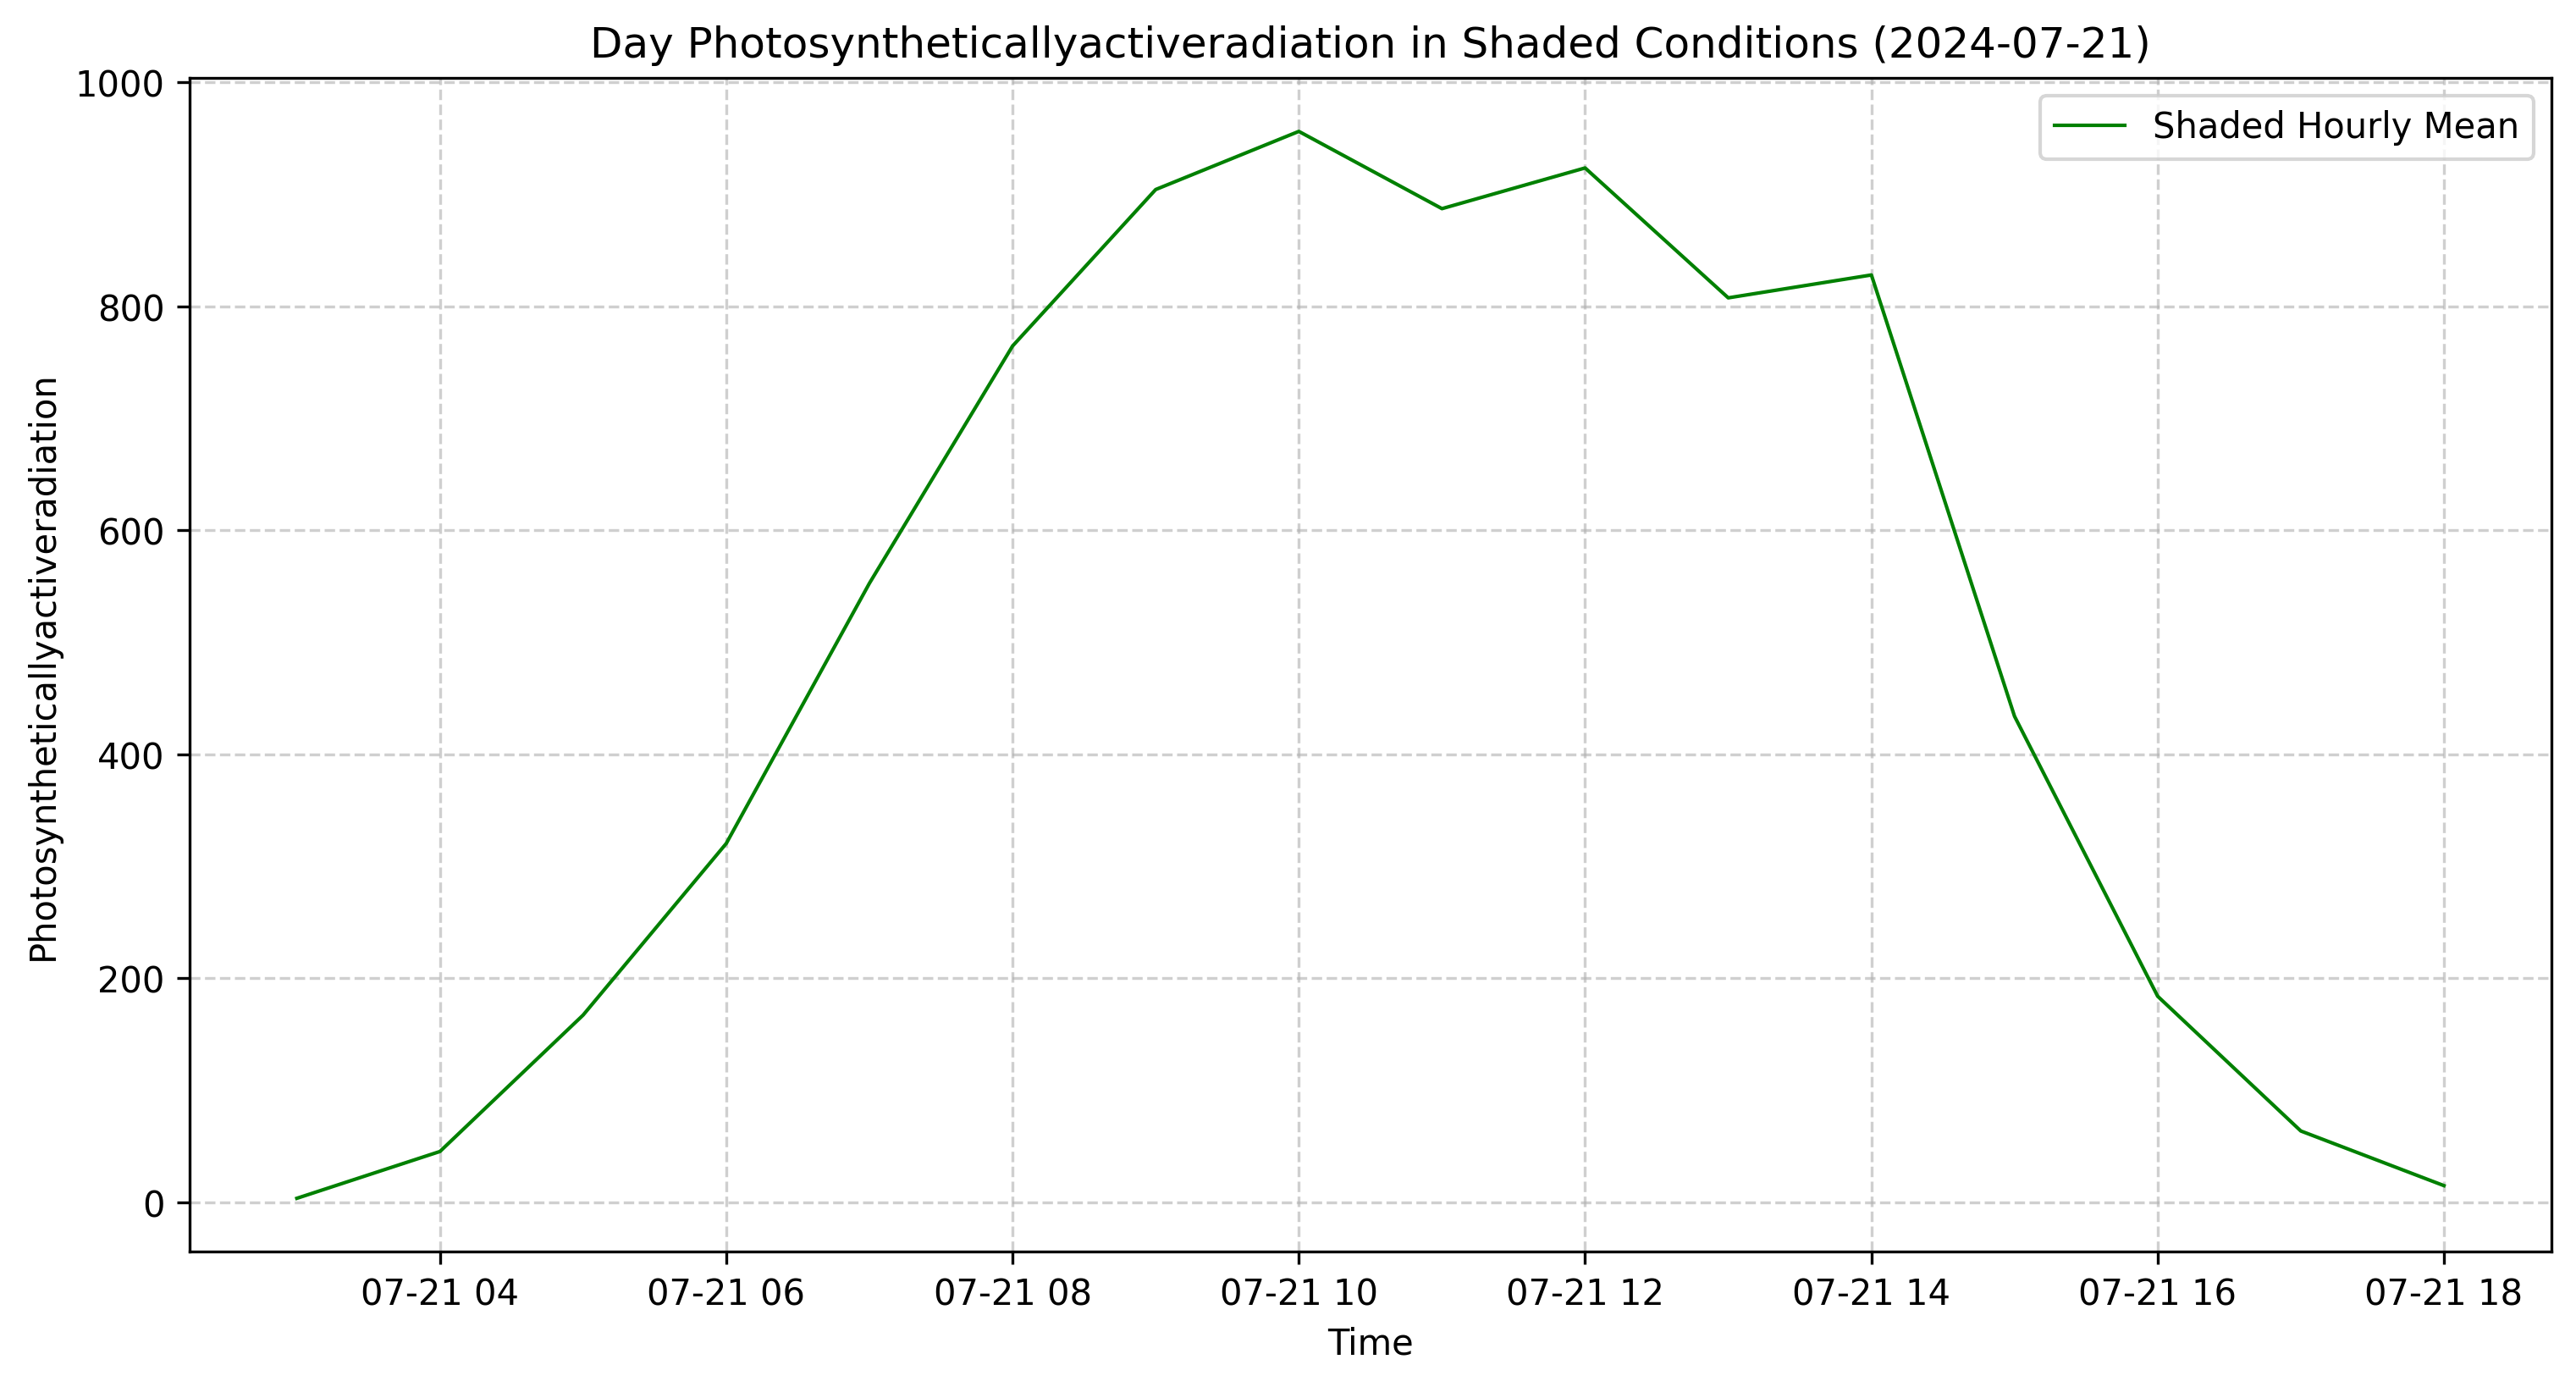 Day Photosyntheticallyactiveradiation in Shaded Conditions (2024-07-21)
Shaded Hourly Mean
Photosyntheticallyactiveradiation
1000
800
600
400
200
0
07-21 04 07-21 06 07-21 08 07-21 10 07-21 12 07-21 14 07-21 16 07-21 18
Time